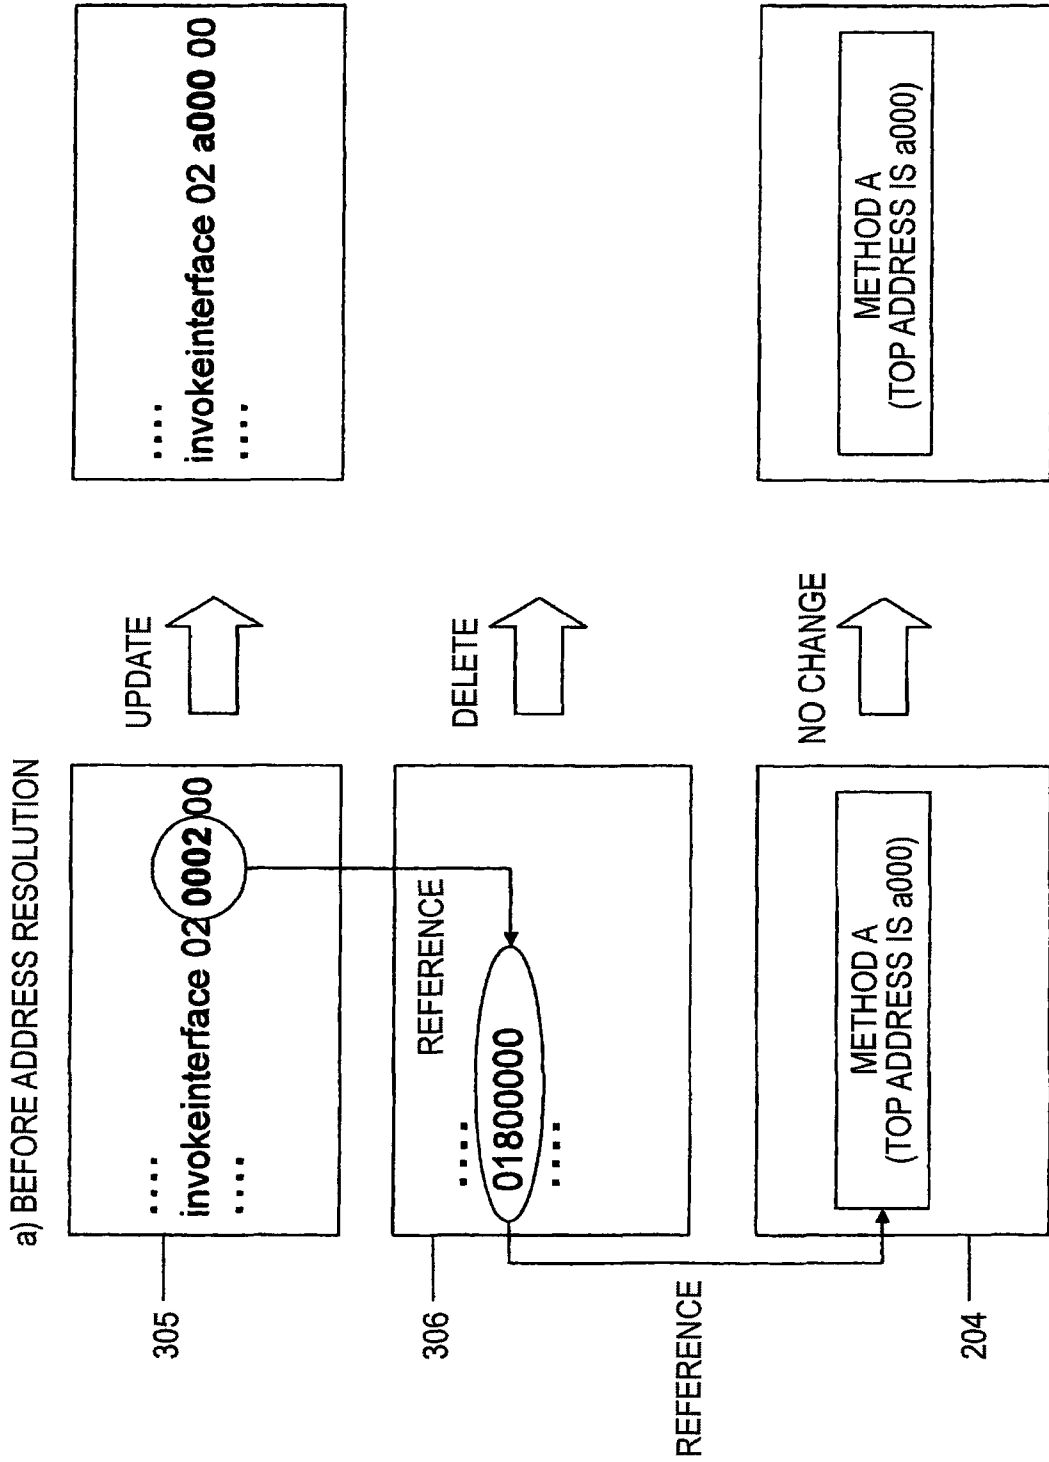 a) BEFORE ADDRESS RESOLUTION
305
....
invokeinterface 02 0002 00
....
UPDATE
....
invokeinterface 02 a000 00
....
306
REFERENCE
....
01800000
....
DELETE
REFERENCE
204
METHOD A
(TOP ADDRESS IS a000)
NO CHANGE
METHOD A
(TOP ADDRESS IS a000)